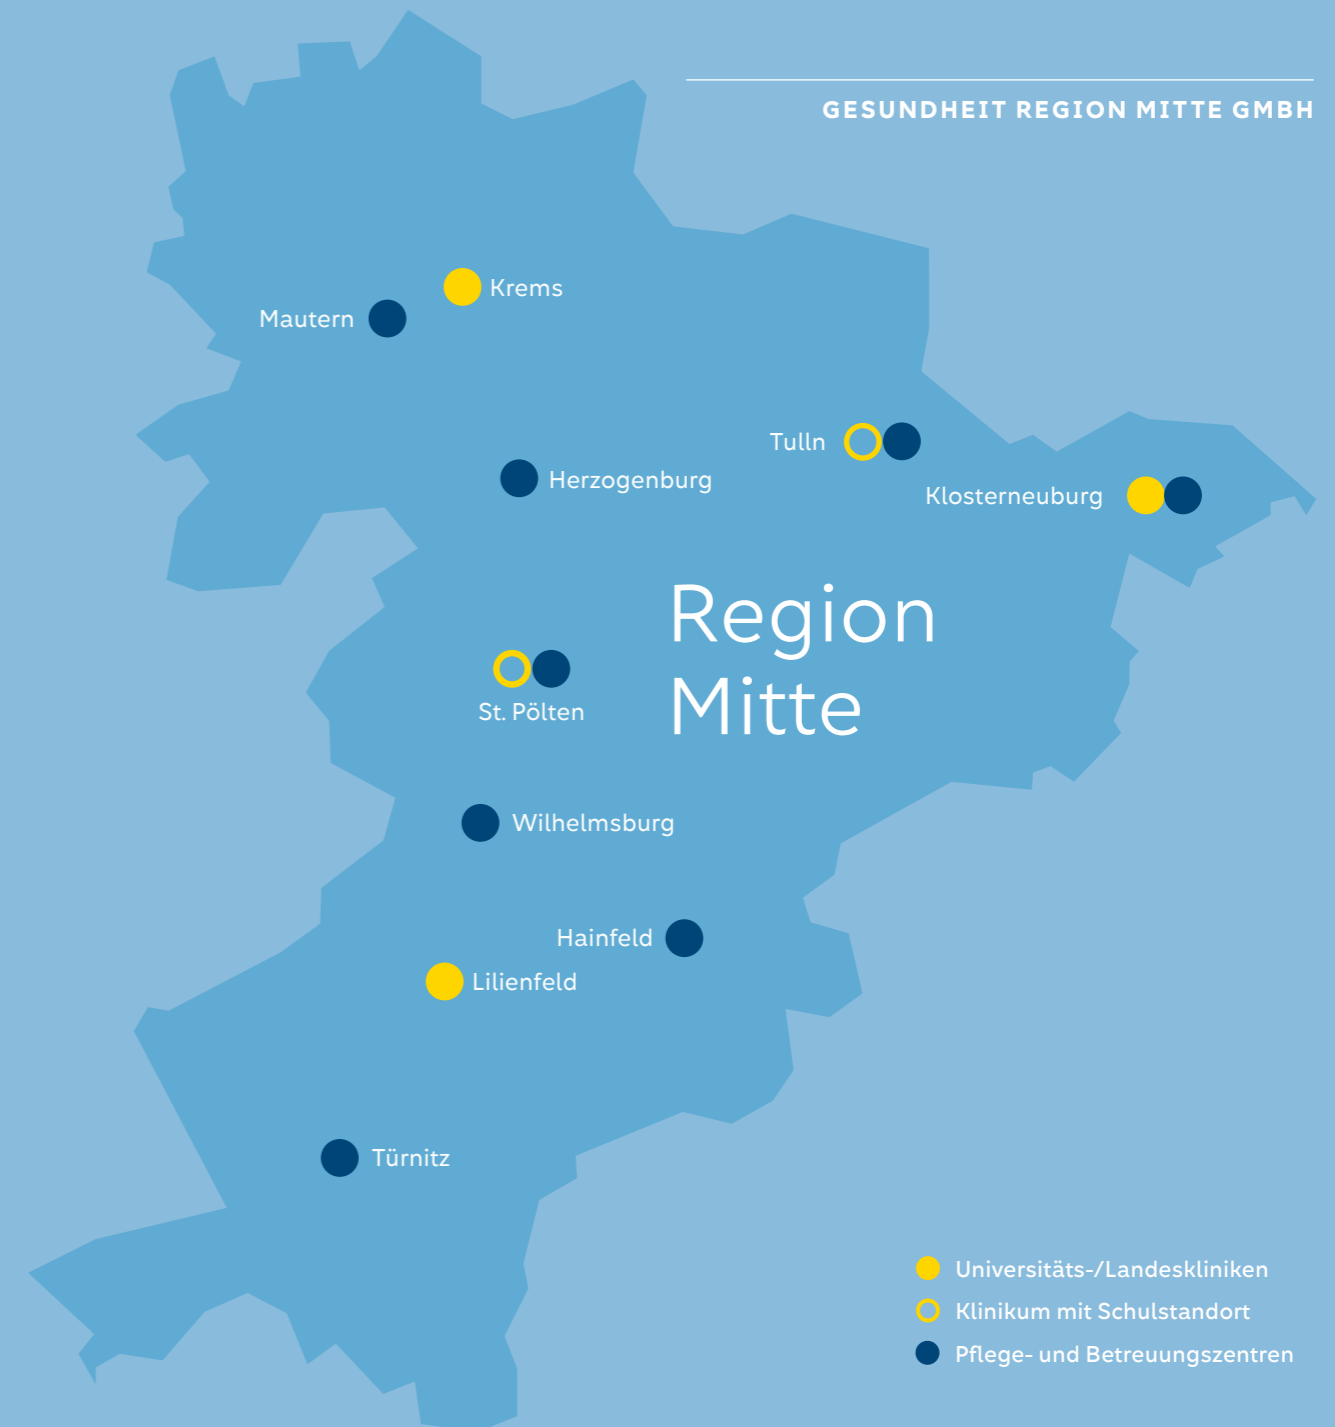 GESUNDHEIT REGION MITTE GMBH
Krems
Mautern
Tulln
Herzogenburg
Klosterneuburg
Region
Mitte
St. Pölten
Wilhelmsburg
Hainfeld
Lilienfeld
Türnitz
Universitäts-/Landeskliniken
Klinikum mit Schulstandort
Pflege- und Betreuungszentren